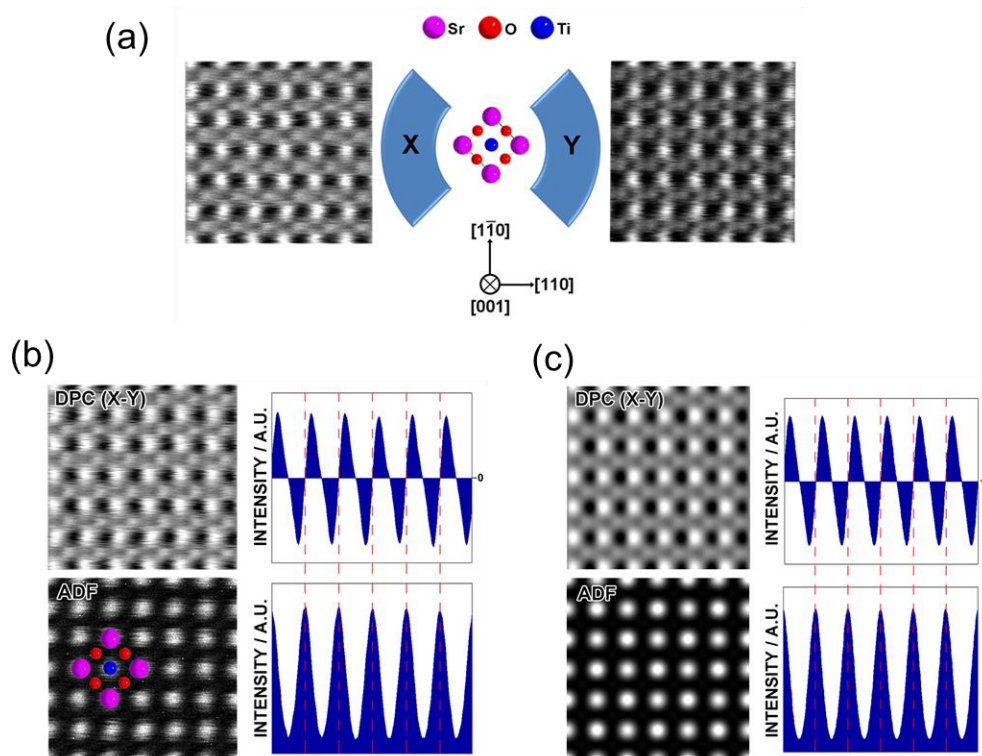 (a)
Sr O Ti
X
Y
[11̄0]
[110]
[001]
(b)
DPC (X-Y)
INTENSITY / A.U.
0
ADF
INTENSITY / A.U.
(c)
DPC (X-Y)
INTENSITY / A.U.
ADF
INTENSITY / A.U.